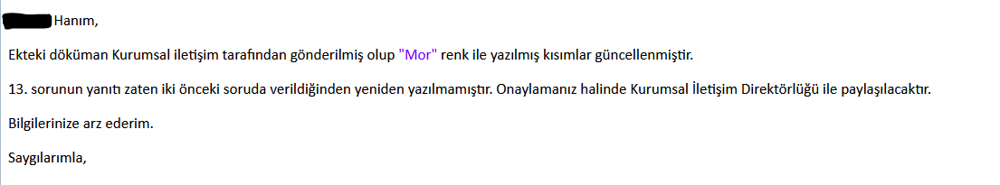 Hanım,
Ekteki döküman Kurumsal iletişim tarafından gönderilmiş olup "Mor" renk ile yazılmış kısımlar güncellenmiştir.
13. sorunun yanıtı zaten iki önceki soruda verildiğinden yeniden yazılmamıştır. Onaylamanız halinde Kurumsal İletişim Direktörlüğü ile paylaşılacaktır.
Bilgilerinize arz ederim.
Saygılarımla,